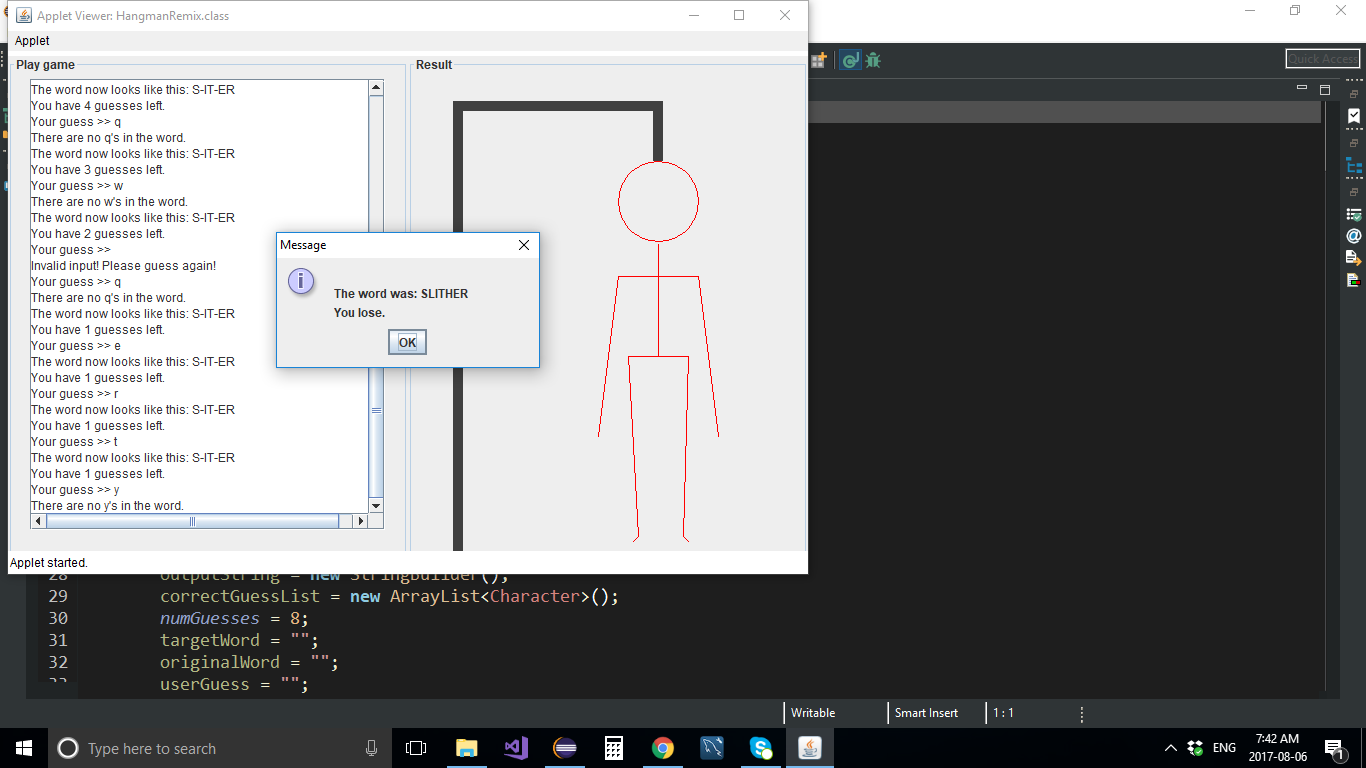 Applet Viewer: HangmanRemix.class
Applet
Play game
The word now looks like this: S-IT-ER
You have 4 guesses left.
Your guess >> q
There are no q's in the word.
The word now looks like this: S-IT-ER
You have 3 guesses left.
Your guess >> w
There are no w's in the word.
The word now looks like this: S-IT-ER
You have 2 guesses left.
Your guess >>
Invalid input! Please guess again!
Your guess >> q
There are no q's in the word.
The word now looks like this: S-IT-ER
You have 1 guesses left.
Your guess >> e
The word now looks like this: S-IT-ER
You have 1 guesses left.
Your guess >> r
The word now looks like this: S-IT-ER
You have 1 guesses left.
Your guess >> t
The word now looks like this: S-IT-ER
You have 1 guesses left.
Your guess >> y
There are no y's in the word.
Result
Message
The word was: SLITHER
You lose.
OK
Applet started.
Quick Access
28 outputString = new StringBuilder();
29 correctGuessList = new ArrayList<Character>();
30 numGuesses = 8;
31 targetWord = "";
32 originalWord = "";
33 userGuess = "";
Writable
Smart Insert
1 : 1
Type here to search
ENG
7:42 AM
2017-08-06
1